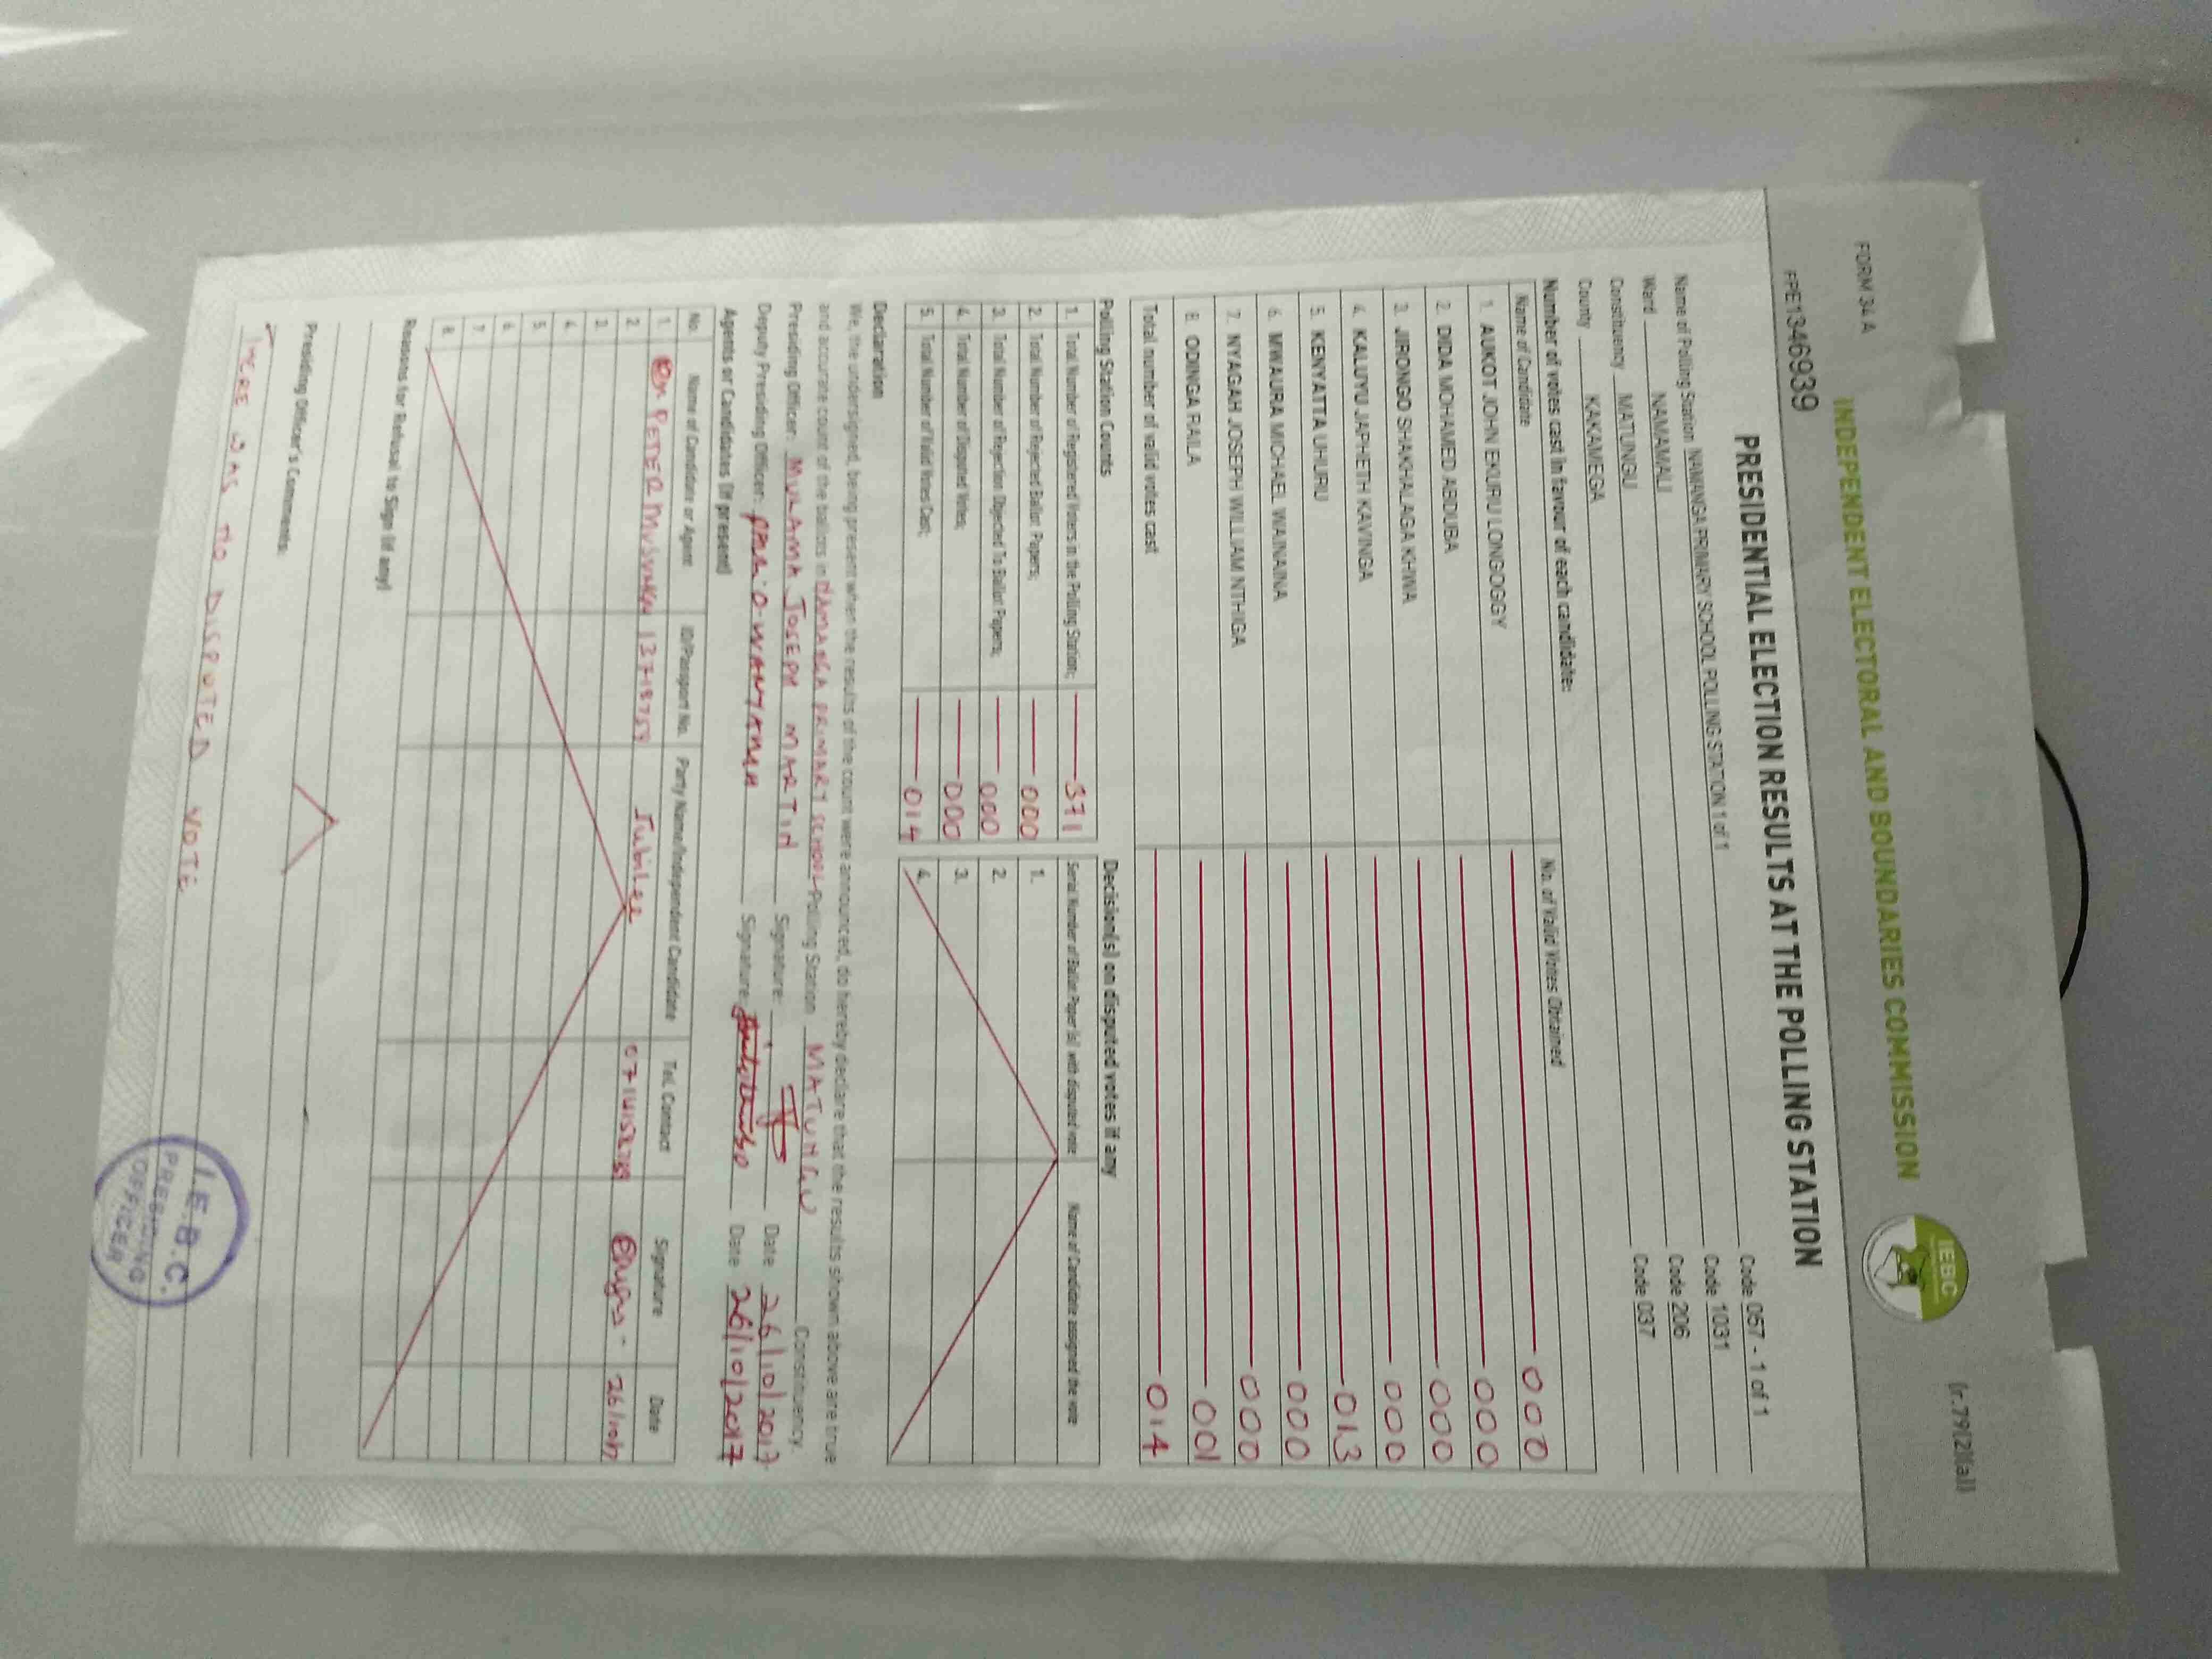 FORM 34 A
[r.79(2)(a)]
INDEPENDENT ELECTORAL AND BOUNDARIES COMMISSION
IEBC
PPE1346939
PRESIDENTIAL ELECTION RESULTS AT THE POLLING STATION
Name of Polling Station NAMANGA PRIMARY SCHOOL POLLING STATION 1 of 1 Code 057 - 1 of 1
Ward NAMAMALI Code 1031
Constituency MATUNGU Code 206
County KAKAMEGA Code 037
Number of votes cast in favour of each candidate:
Name of Candidate No. of Valid Votes Obtained
1. AUKOT JOHN EKURU LONGOGGY 000
2. DIDA MOHAMED ABDUBA 000
3. JIRONGO SHAKHALAGA KHWA 000
4. KALUYU JAPHETH KAVINGA 000
5. KENYATTA UHURU 013
6. MWAURA MICHAEL WAINAINA 000
7. NYAGAH JOSEPH WILLIAM NTHIGA 000
8. ODINGA RAILA 001
Total number of valid votes cast 014
Polling Station Counts
1. Total Number of Registered Voters in the Polling Station; 371
2. Total Number of Rejected Ballot Papers; 000
3. Total Number of Rejection Objected To Ballot Papers; 000
4. Total Number of Disputed Votes; 000
5. Total Number of Valid Votes Cast; 014
Decision(s) on disputed votes if any
Serial Number of Ballot Paper (s) with disputed vote Name of Candidate assigned the vote
1.
2.
3.
4.
Declaration
We, the undersigned, being present when the results of the count were announced, do hereby declare that the results shown above are true
and accurate count of the ballots in NAMANGA PRIMARY SCHOOL Polling Station MATUNGU Constituency.
Presiding Officer: MULAMA JOSEPH MARTIN Signature: Date 26/10/2017
Deputy Presiding Officer: Signature: Date 26/10/2017
Agents or Candidates (if present)
No. Name of Candidate or Agent ID/Passport No. Party Name/Independent Candidate Tel. Contact Signature Date
1. PETER Jubilee 26/10/17
2.
3.
4.
5.
6.
7.
8.
Reasons for Refusal to Sign (if any)
Presiding Officer's Comments:
THERE WAS NO DISPUTED VOTE
I.E.B.C.
PRESIDING
OFFICER